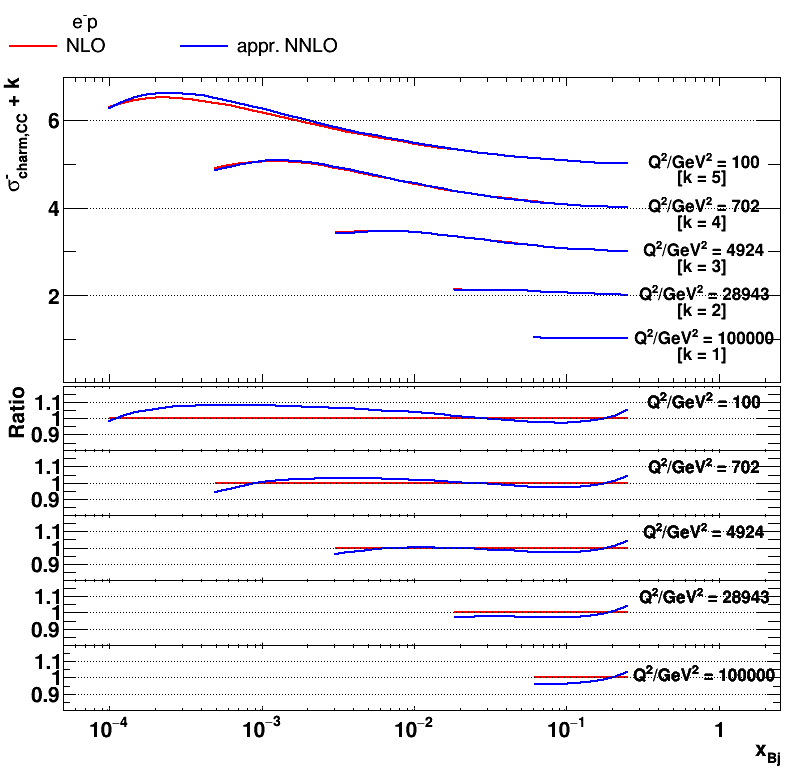 e⁻p
NLO appr. NNLO
σ⁻charm,CC + k
6
4
2
Q²/GeV² = 100
[k = 5]
Q²/GeV² = 702
[k = 4]
Q²/GeV² = 4924
[k = 3]
Q²/GeV² = 28943
[k = 2]
Q²/GeV² = 100000
[k = 1]
Ratio
1.1
1
0.9
Q²/GeV² = 100
1.1
1
0.9
Q²/GeV² = 702
1.1
1
0.9
Q²/GeV² = 4924
1.1
1
0.9
Q²/GeV² = 28943
1.1
1
0.9
Q²/GeV² = 100000
10⁻⁴ 10⁻³ 10⁻² 10⁻¹ 1
xBj